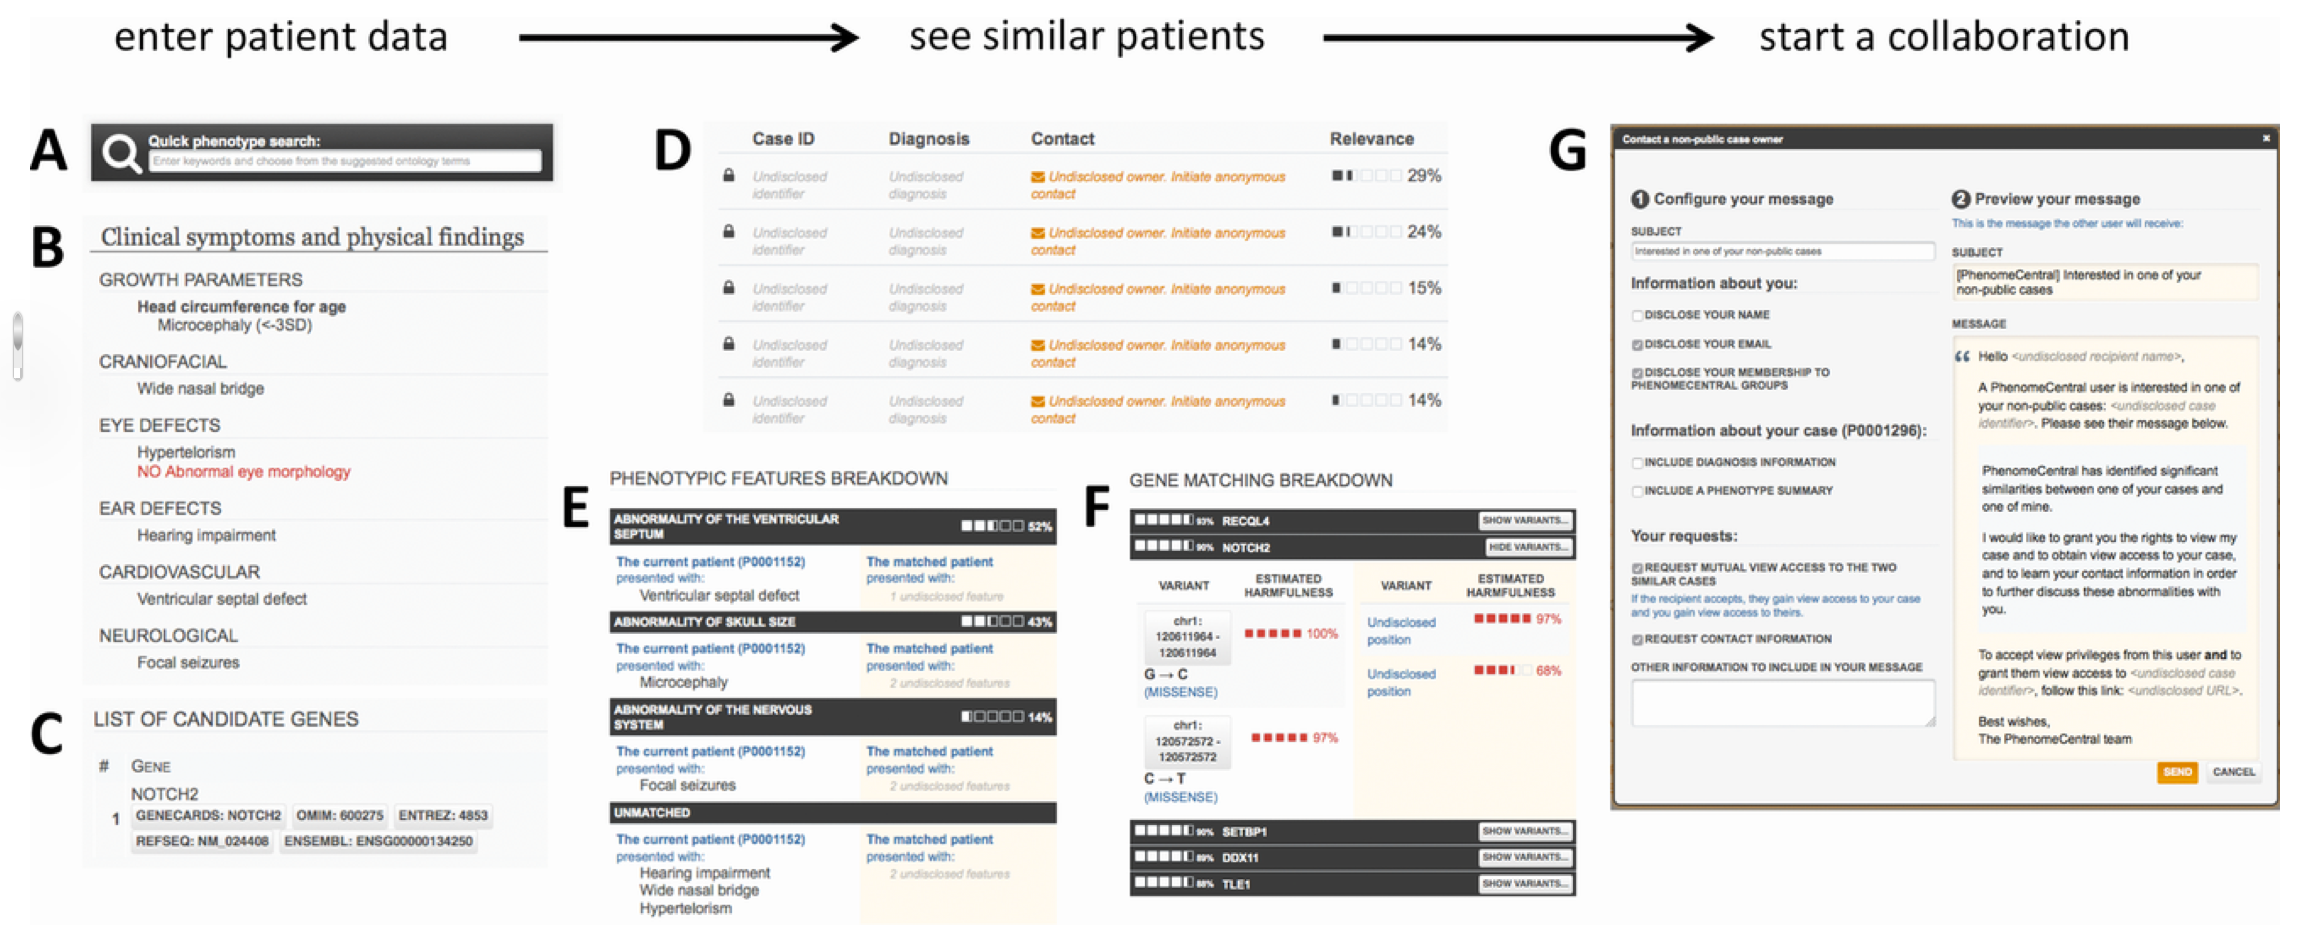 enter patient data
see similar patients
start a collaboration
A
Quick phenotype search:
Enter keywords and choose from the suggested ontology terms
B
Clinical symptoms and physical findings
GROWTH PARAMETERS
Head circumference for age
Microcephaly (<-3SD)
CRANIOFACIAL
Wide nasal bridge
EYE DEFECTS
Hypertelorism
NO Abnormal eye morphology
EAR DEFECTS
Hearing impairment
CARDIOVASCULAR
Ventricular septal defect
NEUROLOGICAL
Focal seizures
C
LIST OF CANDIDATE GENES
# GENE
NOTCH2
1 GENECARDS: NOTCH2 OMIM: 600275 ENTREZ: 4853
REFSEQ: NM_024408 ENSEMBL: ENSG00000134250
D
Case ID Diagnosis Contact Relevance
Undisclosed Undisclosed Undisclosed owner. Initiate anonymous 29%
identifier diagnosis contact
Undisclosed Undisclosed Undisclosed owner. Initiate anonymous 24%
identifier diagnosis contact
Undisclosed Undisclosed Undisclosed owner. Initiate anonymous 15%
identifier diagnosis contact
Undisclosed Undisclosed Undisclosed owner. Initiate anonymous 14%
identifier diagnosis contact
Undisclosed Undisclosed Undisclosed owner. Initiate anonymous 14%
identifier diagnosis contact
E
PHENOTYPIC FEATURES BREAKDOWN
ABNORMALITY OF THE VENTRICULAR
SEPTUM 52%
The current patient (P0001152) The matched patient
presented with: presented with:
Ventricular septal defect 1 undisclosed feature
ABNORMALITY OF SKULL SIZE 43%
The current patient (P0001152) The matched patient
presented with: presented with:
Microcephaly 2 undisclosed features
ABNORMALITY OF THE NERVOUS
SYSTEM 14%
The current patient (P0001152) The matched patient
presented with: presented with:
Focal seizures 2 undisclosed features
UNMATCHED
The current patient (P0001152) The matched patient
presented with: presented with:
Hearing impairment 2 undisclosed features
Wide nasal bridge
Hypertelorism
F
GENE MATCHING BREAKDOWN
93% RECQL4 SHOW VARIANTS...
90% NOTCH2 HIDE VARIANTS...
VARIANT ESTIMATED HARMFULNESS VARIANT ESTIMATED HARMFULNESS
chr1:
120611964 -
120611964
100%
G → C
(MISSENSE)
chr1:
120572572 -
120572572
97%
C → T
(MISSENSE)
Undisclosed
position
97%
Undisclosed
position
68%
90% SETBP1 SHOW VARIANTS...
89% DDX11 SHOW VARIANTS...
88% TLE1 SHOW VARIANTS...
G
Contact a non-public case owner
1 Configure your message
SUBJECT
Interested in one of your non-public cases
Information about you:
DISCLOSE YOUR NAME
DISCLOSE YOUR EMAIL
DISCLOSE YOUR MEMBERSHIP TO
PHENOMECENTRAL GROUPS
Information about your case (P0001296):
INCLUDE DIAGNOSIS INFORMATION
INCLUDE A PHENOTYPE SUMMARY
Your requests:
REQUEST MUTUAL VIEW ACCESS TO THE TWO
SIMILAR CASES
If the recipient accepts, they gain view access to your case
and you gain view access to theirs.
REQUEST CONTACT INFORMATION
OTHER INFORMATION TO INCLUDE IN YOUR MESSAGE
2 Preview your message
This is the message the other user will receive:
SUBJECT
[PhenomeCentral] Interested in one of your
non-public cases
MESSAGE
“ Hello <undisclosed recipient name>,
A PhenomeCentral user is interested in one of
your non-public cases: <undisclosed case
identifier>. Please see their message below.
PhenomeCentral has identified significant
similarities between one of your cases and
one of mine.
I would like to grant you the rights to view my
case and to obtain view access to your case,
and to learn your contact information in order
to further discuss these abnormalities with
you.
To accept view privileges from this user and to
grant them view access to <undisclosed case
identifier>, follow this link: <undisclosed URL>.
Best wishes,
The PhenomeCentral team
SEND CANCEL